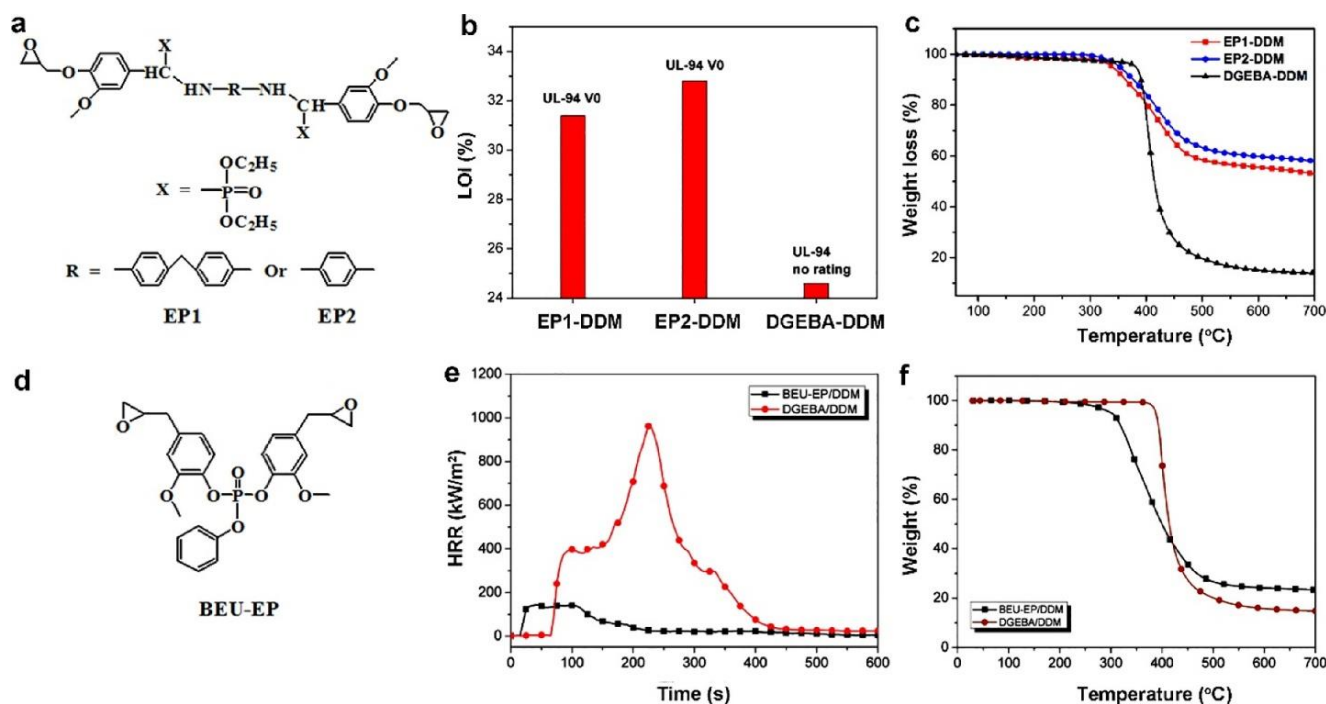 a
X
O
O
O
HC
HN–R–NH
CH
X
O
O
O
OC₂H₅
X = –P=O
OC₂H₅
R = Or
EP1 EP2
b
34
33
32
31
30
29
28
27
26
25
24
LOI (%)
UL-94 V0
UL-94 V0
UL-94
no rating
EP1-DDM EP2-DDM DGEBA-DDM
c
EP1-DDM
EP2-DDM
DGEBA-DDM
100
80
60
40
20
Weight loss (%)
100 200 300 400 500 600 700
Temperature (°C)
d
O
O
O
O
O–P–O
O
O
BEU-EP
e
BEU-EP/DDM
DGEBA/DDM
1200
1000
800
600
400
200
0
HRR (kW/m²)
0 100 200 300 400 500 600
Time (s)
f
100
80
60
40
20
0
Weight (%)
BEU-EP/DDM
DGEBA/DDM
0 100 200 300 400 500 600 700
Temperature (°C)